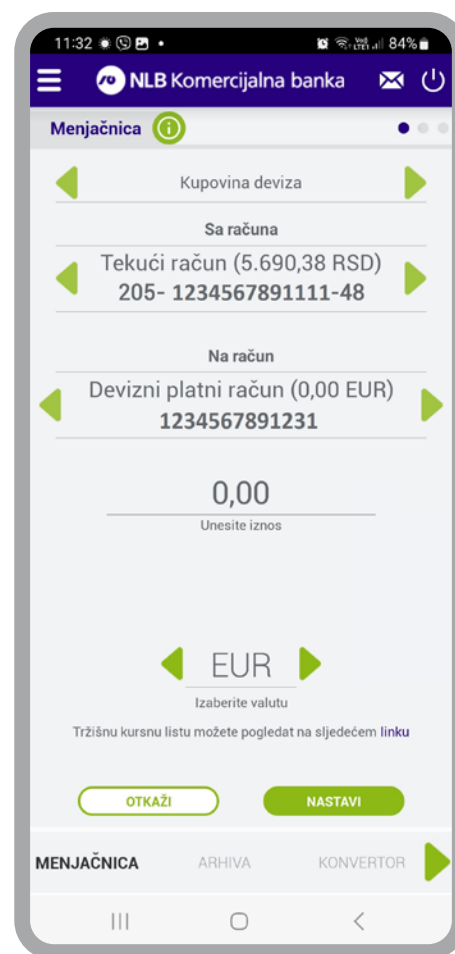 11:32
84%
NLB Komercijalna banka
Menjačnica
Kupovina deviza
Sa računa
Tekući račun (5.690,38 RSD)
205- 1234567891111-48
Na račun
Devizni platni račun (0,00 EUR)
1234567891231
0,00
Unesite iznos
EUR
Izaberite valutu
Tržišnu kursnu listu možete pogledat na sljedećem linku
OTKAŽI NASTAVI
MENJAČNICA ARHIVA KONVERTOR